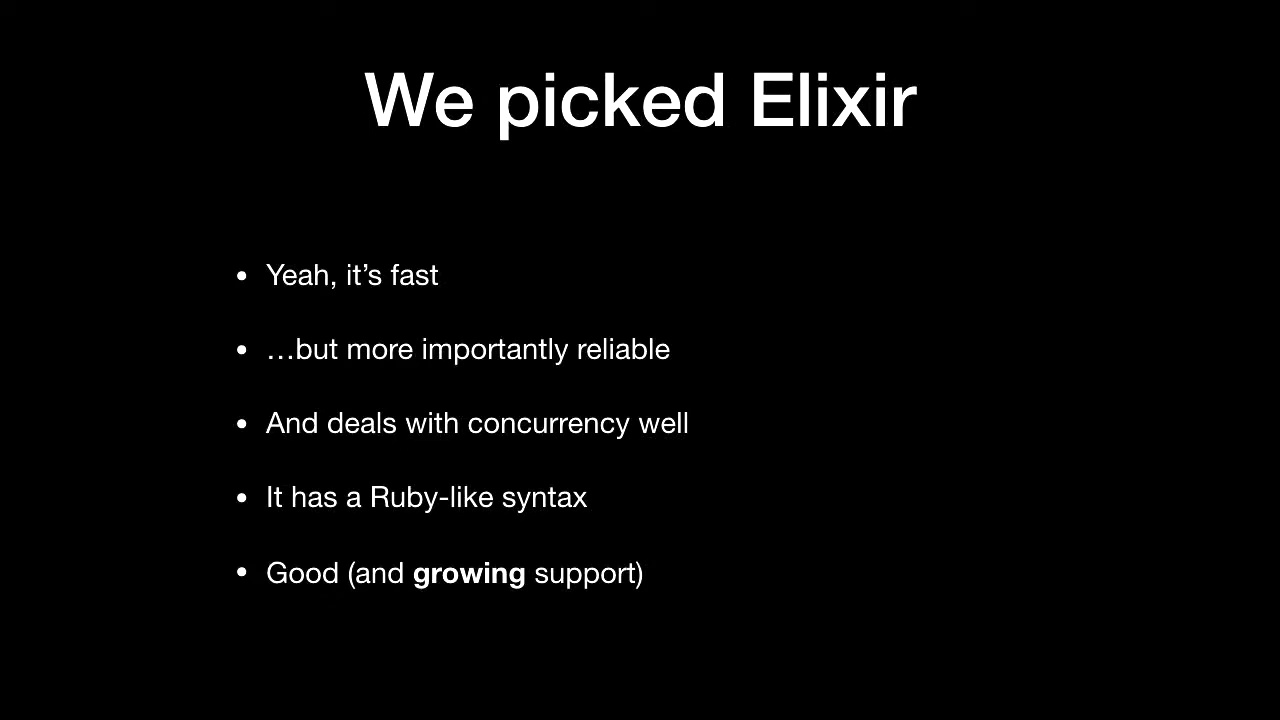 We picked Elixir
• Yeah, it’s fast
• …but more importantly reliable
• And deals with concurrency well
• It has a Ruby-like syntax
• Good (and growing support)